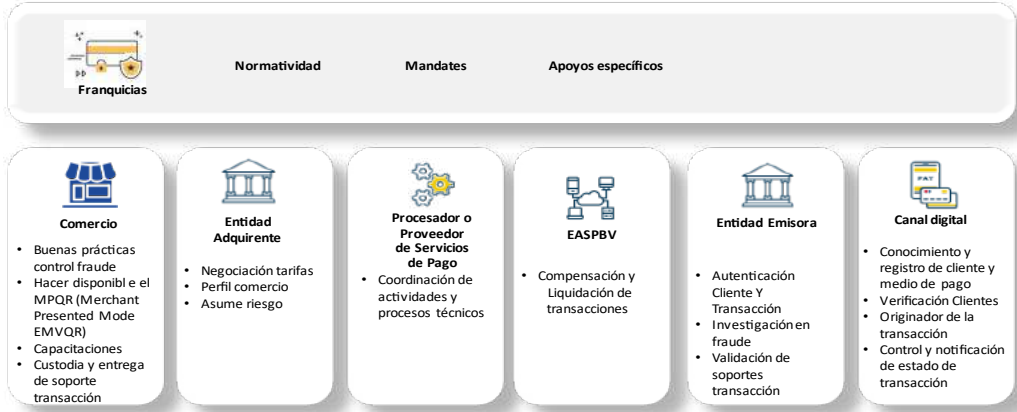 Franquicias
Normatividad
Mandates
Apoyos específicos
Comercio
• Buenas prácticas
control fraude
• Hacer disponibl e el
MPQR (Merchant
Presented Mode
EMVQR)
• Capacitaciones
• Custodia y entrega
de soporte
transacción
Entidad
Adquirente
• Negociación tarifas
• Perfil comercio
• Asume riesgo
Procesador o
Proveedor
de Servicios
de Pago
• Coordinación de
actividades y
procesos técnicos
EASPBV
• Compensación y
Liquidación de
transacciones
Entidad Emisora
• Autenticación
Cliente Y
Transacción
• Investigación en
fraude
• Validación de
soportes
transacción
PAY
Canal digital
• Conocimiento y
registro de cliente y
medio de pago
• Verificación Clientes
• Originador de la
transacción
• Control y notificación
de estado de
transacción